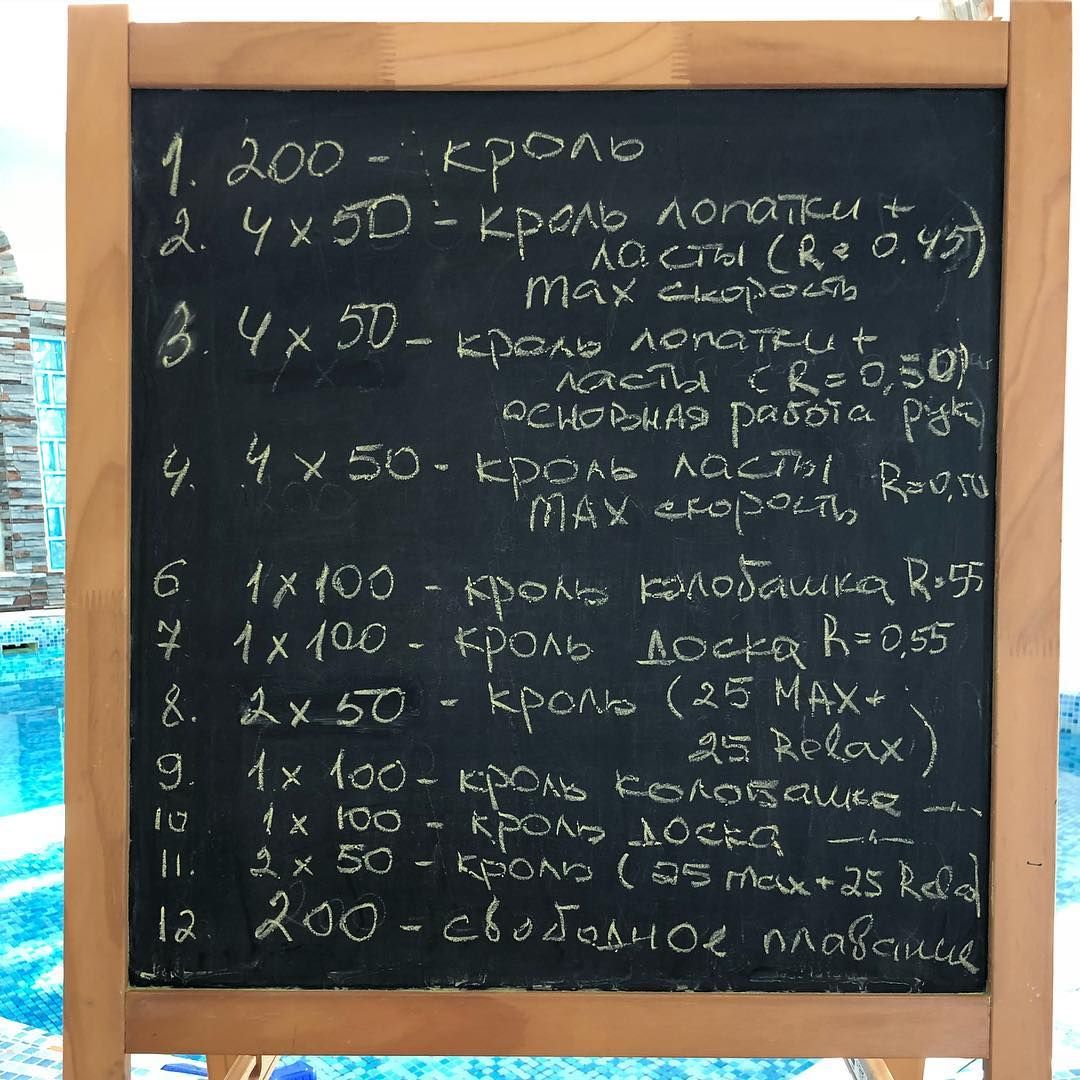 1. 200 - кроль
2. 4 x 50 - кроль лопатки +
ласты (R= 0.45)
max скорость
3. 4 x 50 - кроль лопатки +
ласты (R=0,50)
основная работа рук)
4. 4 x 50 - кроль ласты R=0,50
MAX скорость
6 1 x 100 - кроль колобашка R=55
7 1 x 100 - кроль доска R=0,55
8. 2 x 50 - кроль (25 MAX+
25 Relax)
9. 1 x 100 - кроль колобашка -"-
10 1 x 100 - кроль доска -"-
11. 2 x 50 - кроль (25 max+25 Relax
12 200 - свободное плавание